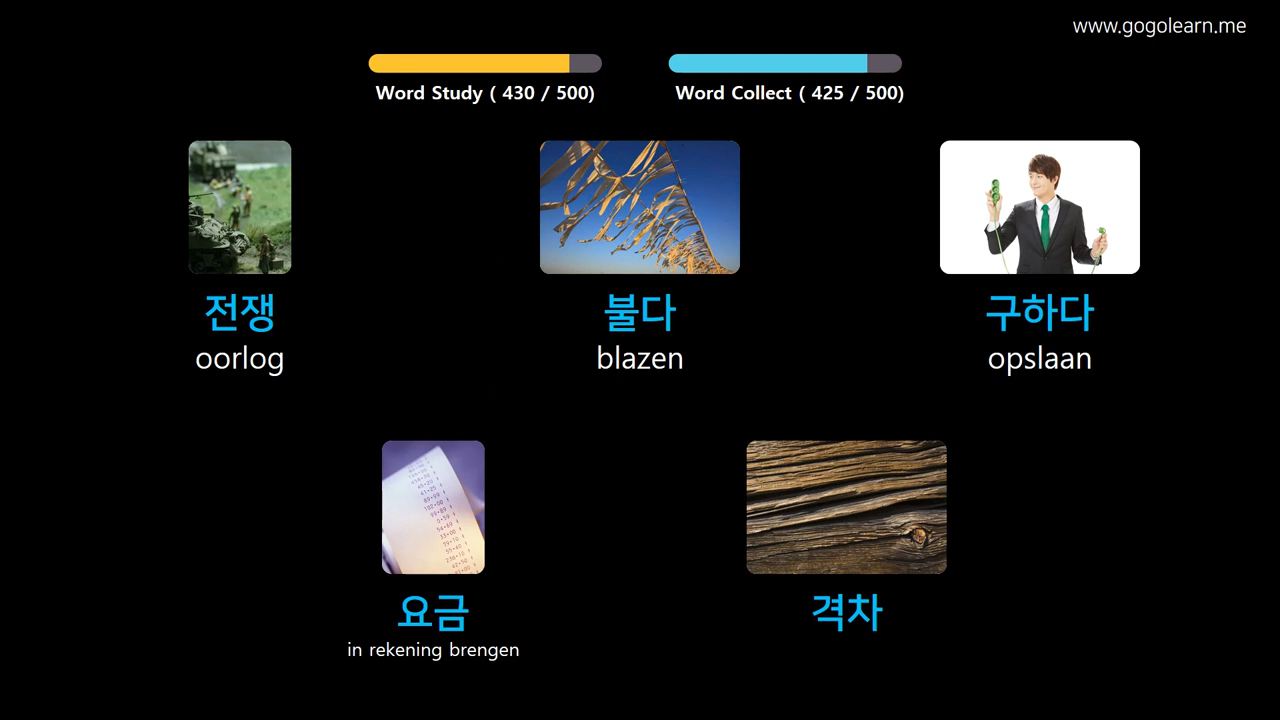 www.gogolearn.me
Word Study ( 430 / 500)
Word Collect ( 425 / 500)
전쟁
oorlog
불다
blazen
구하다
opslaan
요금
in rekening brengen
격차